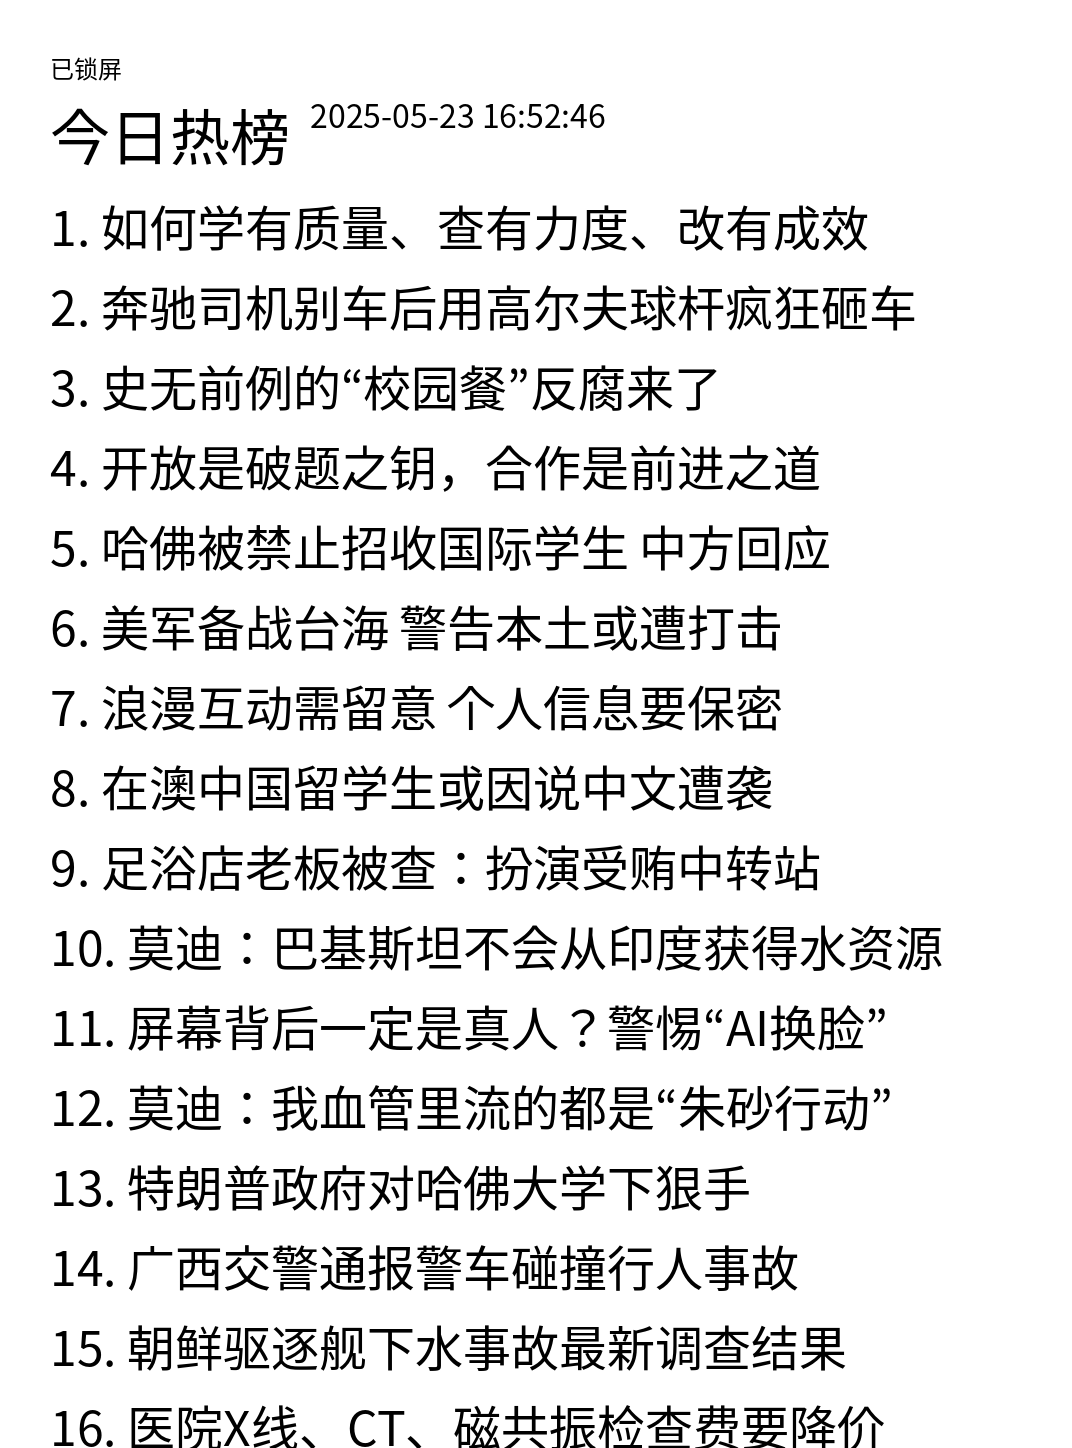 已锁屏
今日热榜 2025-05-23 16:52:46
1. 如何学有质量、查有力度、改有成效
2. 奔驰司机别车后用高尔夫球杆疯狂砸车
3. 史无前例的“校园餐”反腐来了
4. 开放是破题之钥，合作是前进之道
5. 哈佛被禁止招收国际学生 中方回应
6. 美军备战台海 警告本土或遭打击
7. 浪漫互动需留意 个人信息要保密
8. 在澳中国留学生或因说中文遭袭
9. 足浴店老板被查：扮演受贿中转站
10. 莫迪：巴基斯坦不会从印度获得水资源
11. 屏幕背后一定是真人？警惕“AI换脸”
12. 莫迪：我血管里流的都是“朱砂行动”
13. 特朗普政府对哈佛大学下狠手
14. 广西交警通报警车碰撞行人事故
15. 朝鲜驱逐舰下水事故最新调查结果
16. 医院X线、CT、磁共振检查费要降价